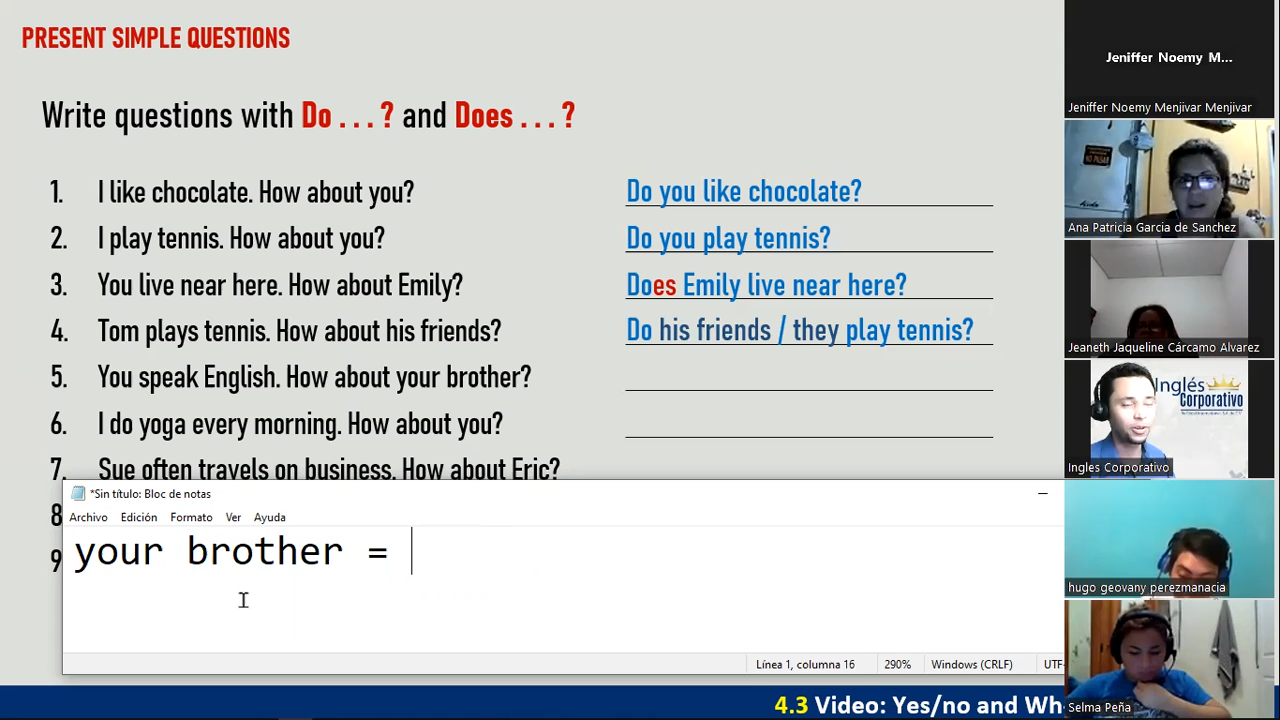 PRESENT SIMPLE QUESTIONS
Write questions with Do . . . ? and Does . . . ?
1. I like chocolate. How about you? Do you like chocolate?
2. I play tennis. How about you? Do you play tennis?
3. You live near here. How about Emily? Does Emily live near here?
4. Tom plays tennis. How about his friends? Do his friends / they play tennis?
5. You speak English. How about your brother?
6. I do yoga every morning. How about you?
7. Sue often travels on business. How about Eric?
8
9
*Sin título: Bloc de notas
Archivo Edición Formato Ver Ayuda
your brother =
Línea 1, columna 16 290% Windows (CRLF) UTF-
4.3 Video: Yes/no and Wh
Jeniffer Noemy M...
Jeniffer Noemy Menjivar Menjivar
NO PASAR
Ana Patricia Garcia de Sanchez
Jeaneth Jaqueline Cárcamo Alvarez
Inglés
Corporativo
Ingles Corporativo
hugo geovany perezmanacia
Selma Peña